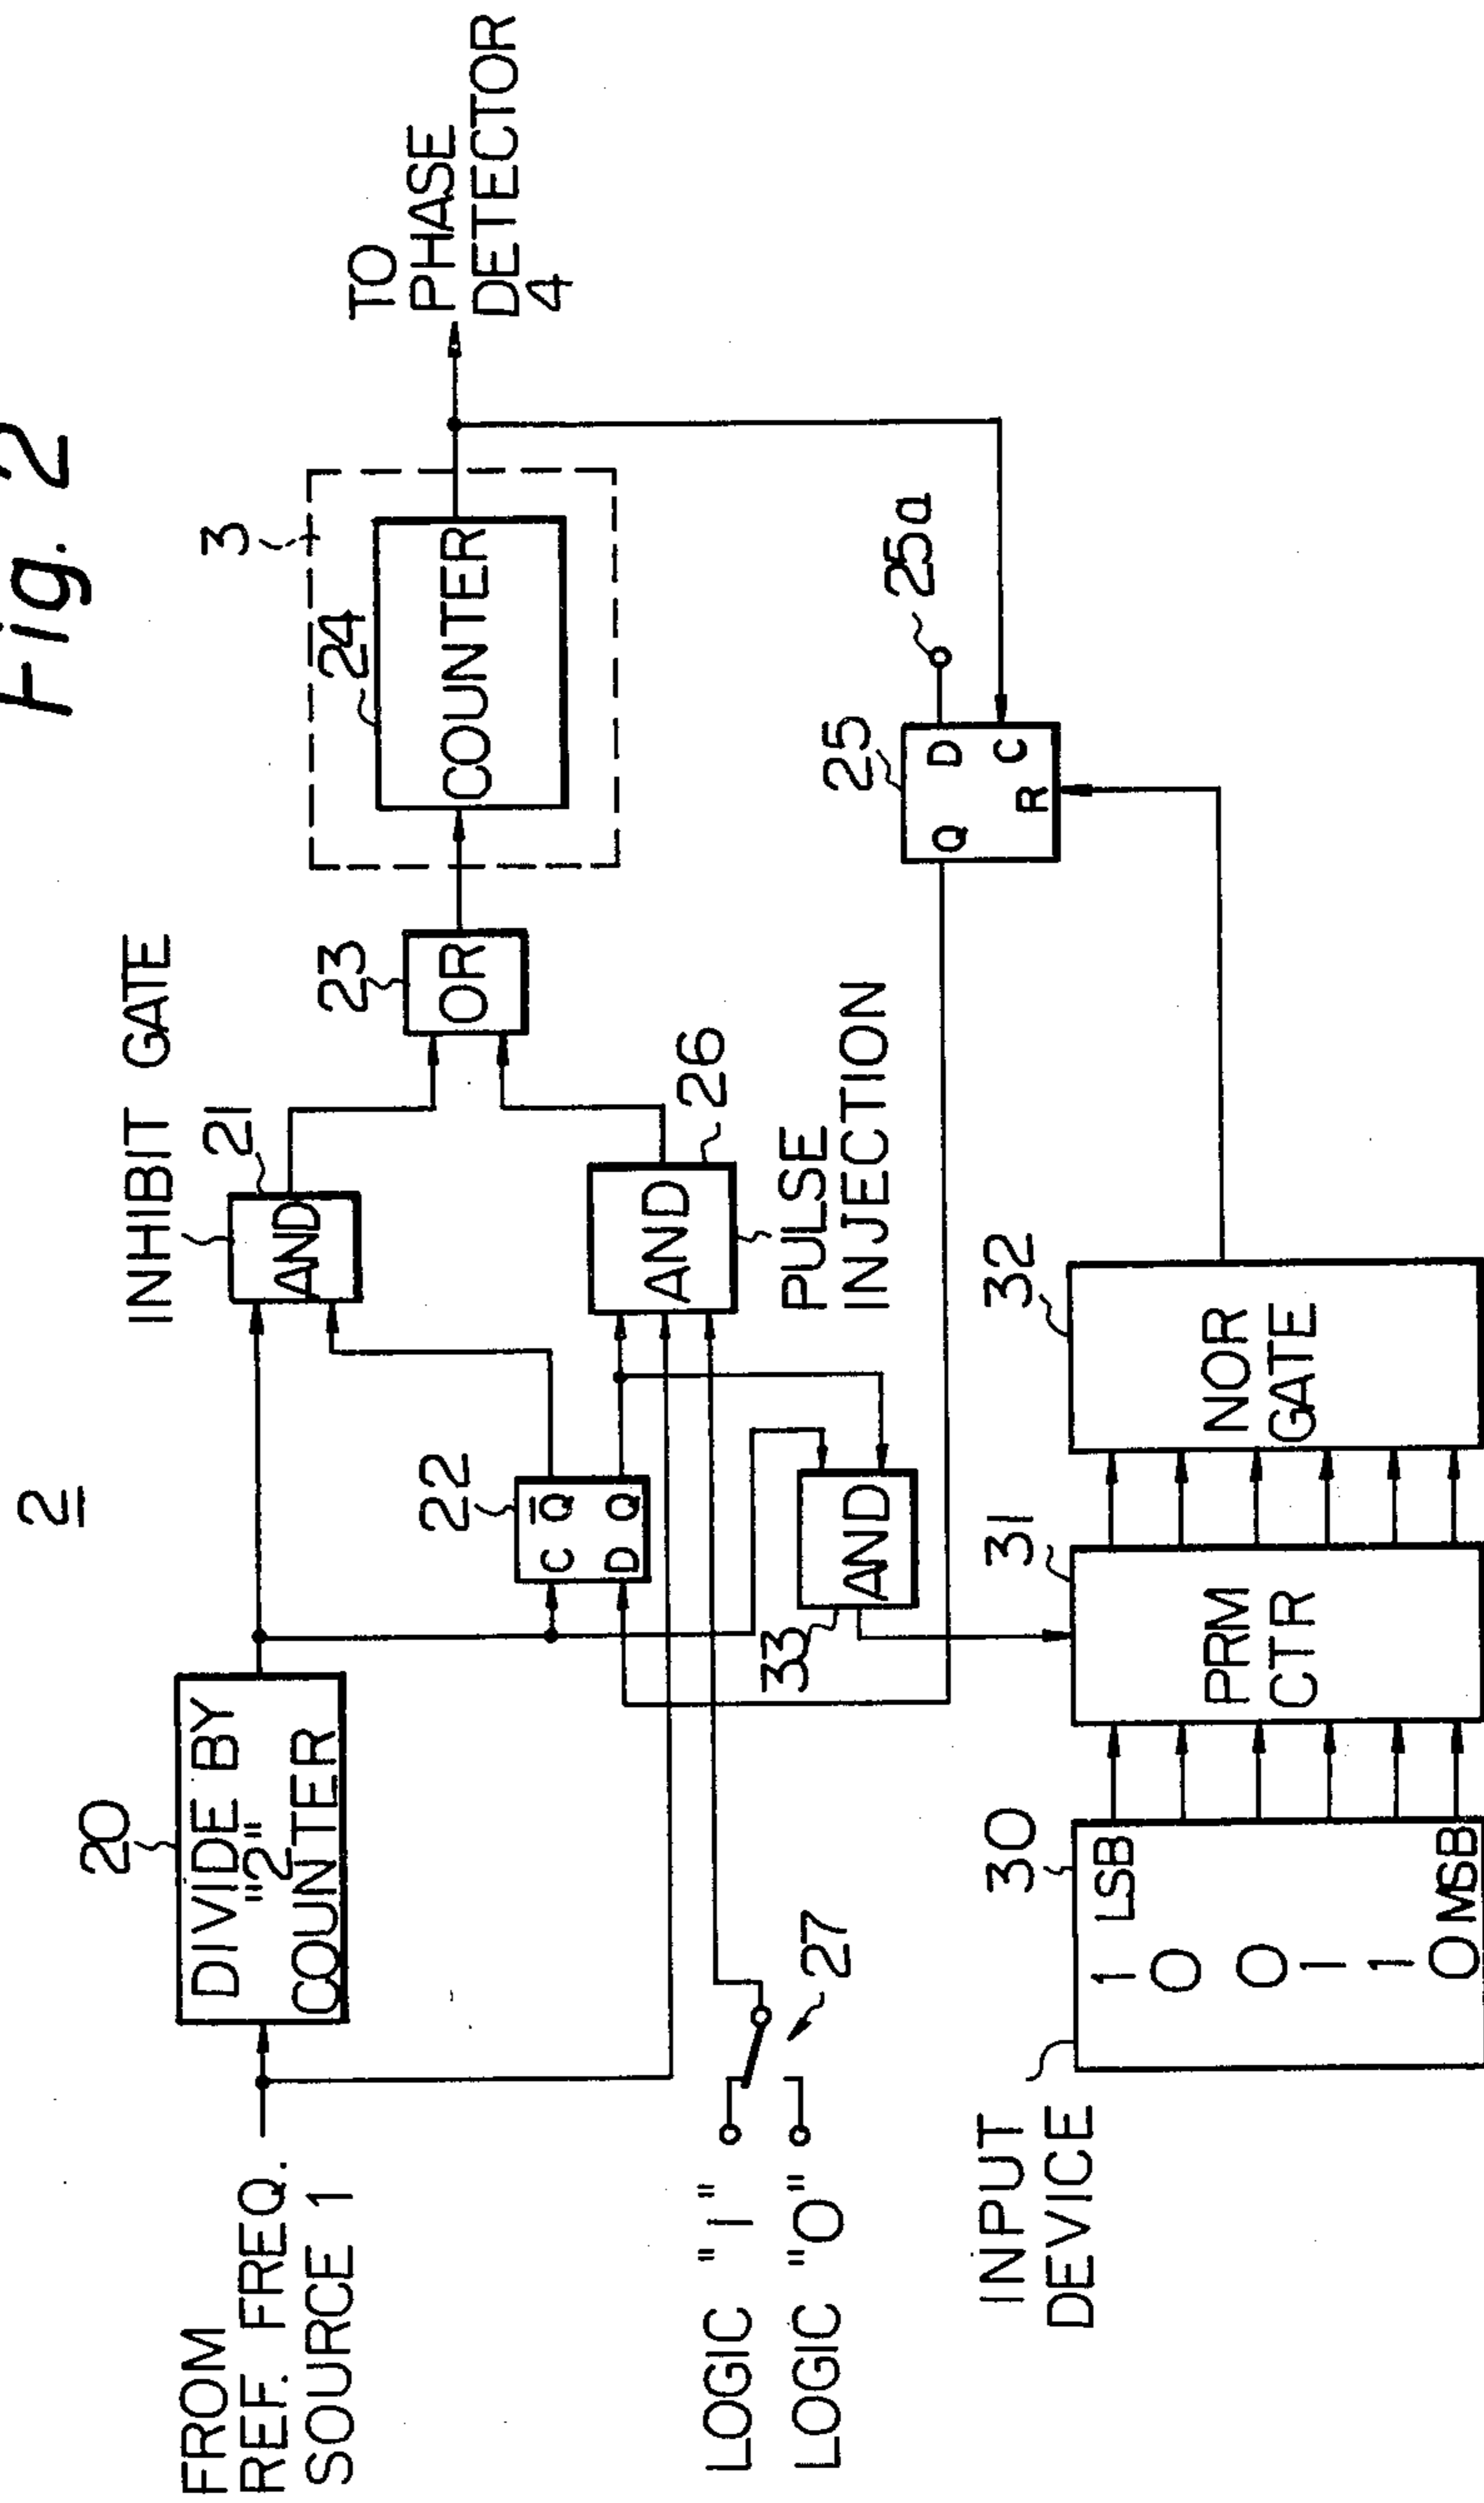 Fig. 2
2
FROM
REF. FREQ.
SOURCE 1
20
DIVIDE BY
"2"
COUNTER
INHIBIT GATE
21
AND
22
C Q̅
D Q
23
OR
3
24
COUNTER
TO
PHASE
DETECTOR
4
AND
26
PULSE
INJECTION
LOGIC "1"
LOGIC "0"
27
33
AND
25
Q D
R C
25a
INPUT
DEVICE
30
1 LSB
0
0
1
1
0 MSB
31
PRM
CTR
32
NOR
GATE